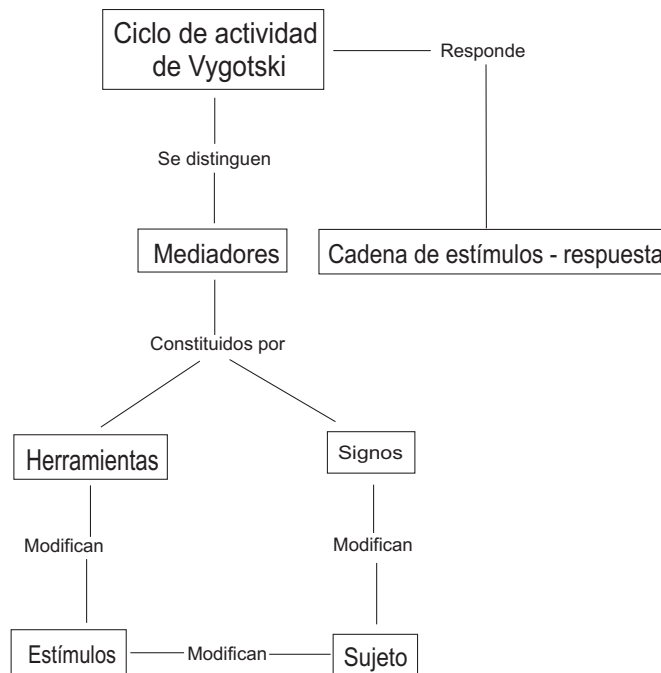 Ciclo de actividad
de Vygotski
Responde
Se distinguen
Mediadores
Cadena de estímulos - respuesta
Constituidos por
Herramientas
Signos
Modifican
Modifican
Estímulos
Modifican
Sujeto